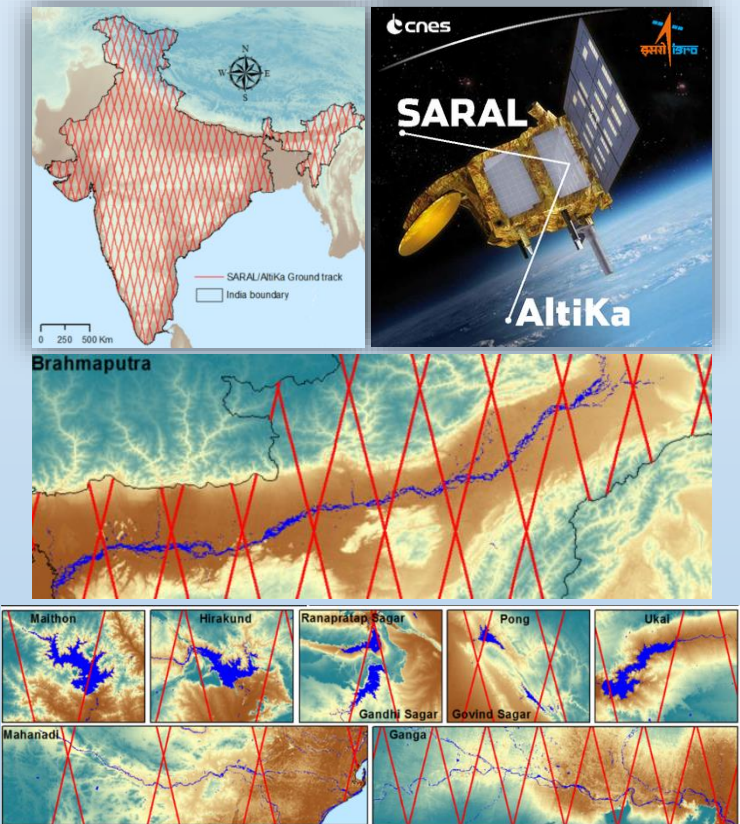 N
W E
S
SARAL/AltiKa Ground track
India boundary
0 250 500 Km
cnes
इसरो isro
SARAL
AltiKa
Brahmaputra
Maithon
Hirakund
Ranapratap Sagar
Gandhi Sagar
Pong
Govind Sagar
Ukai
Mahanadi
Ganga